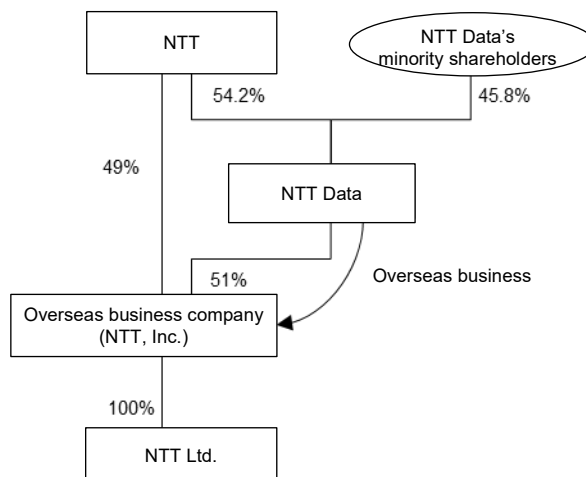 NTT
NTT Data's
minority shareholders
54.2%
45.8%
49%
NTT Data
51%
Overseas business
Overseas business company
(NTT, Inc.)
100%
NTT Ltd.